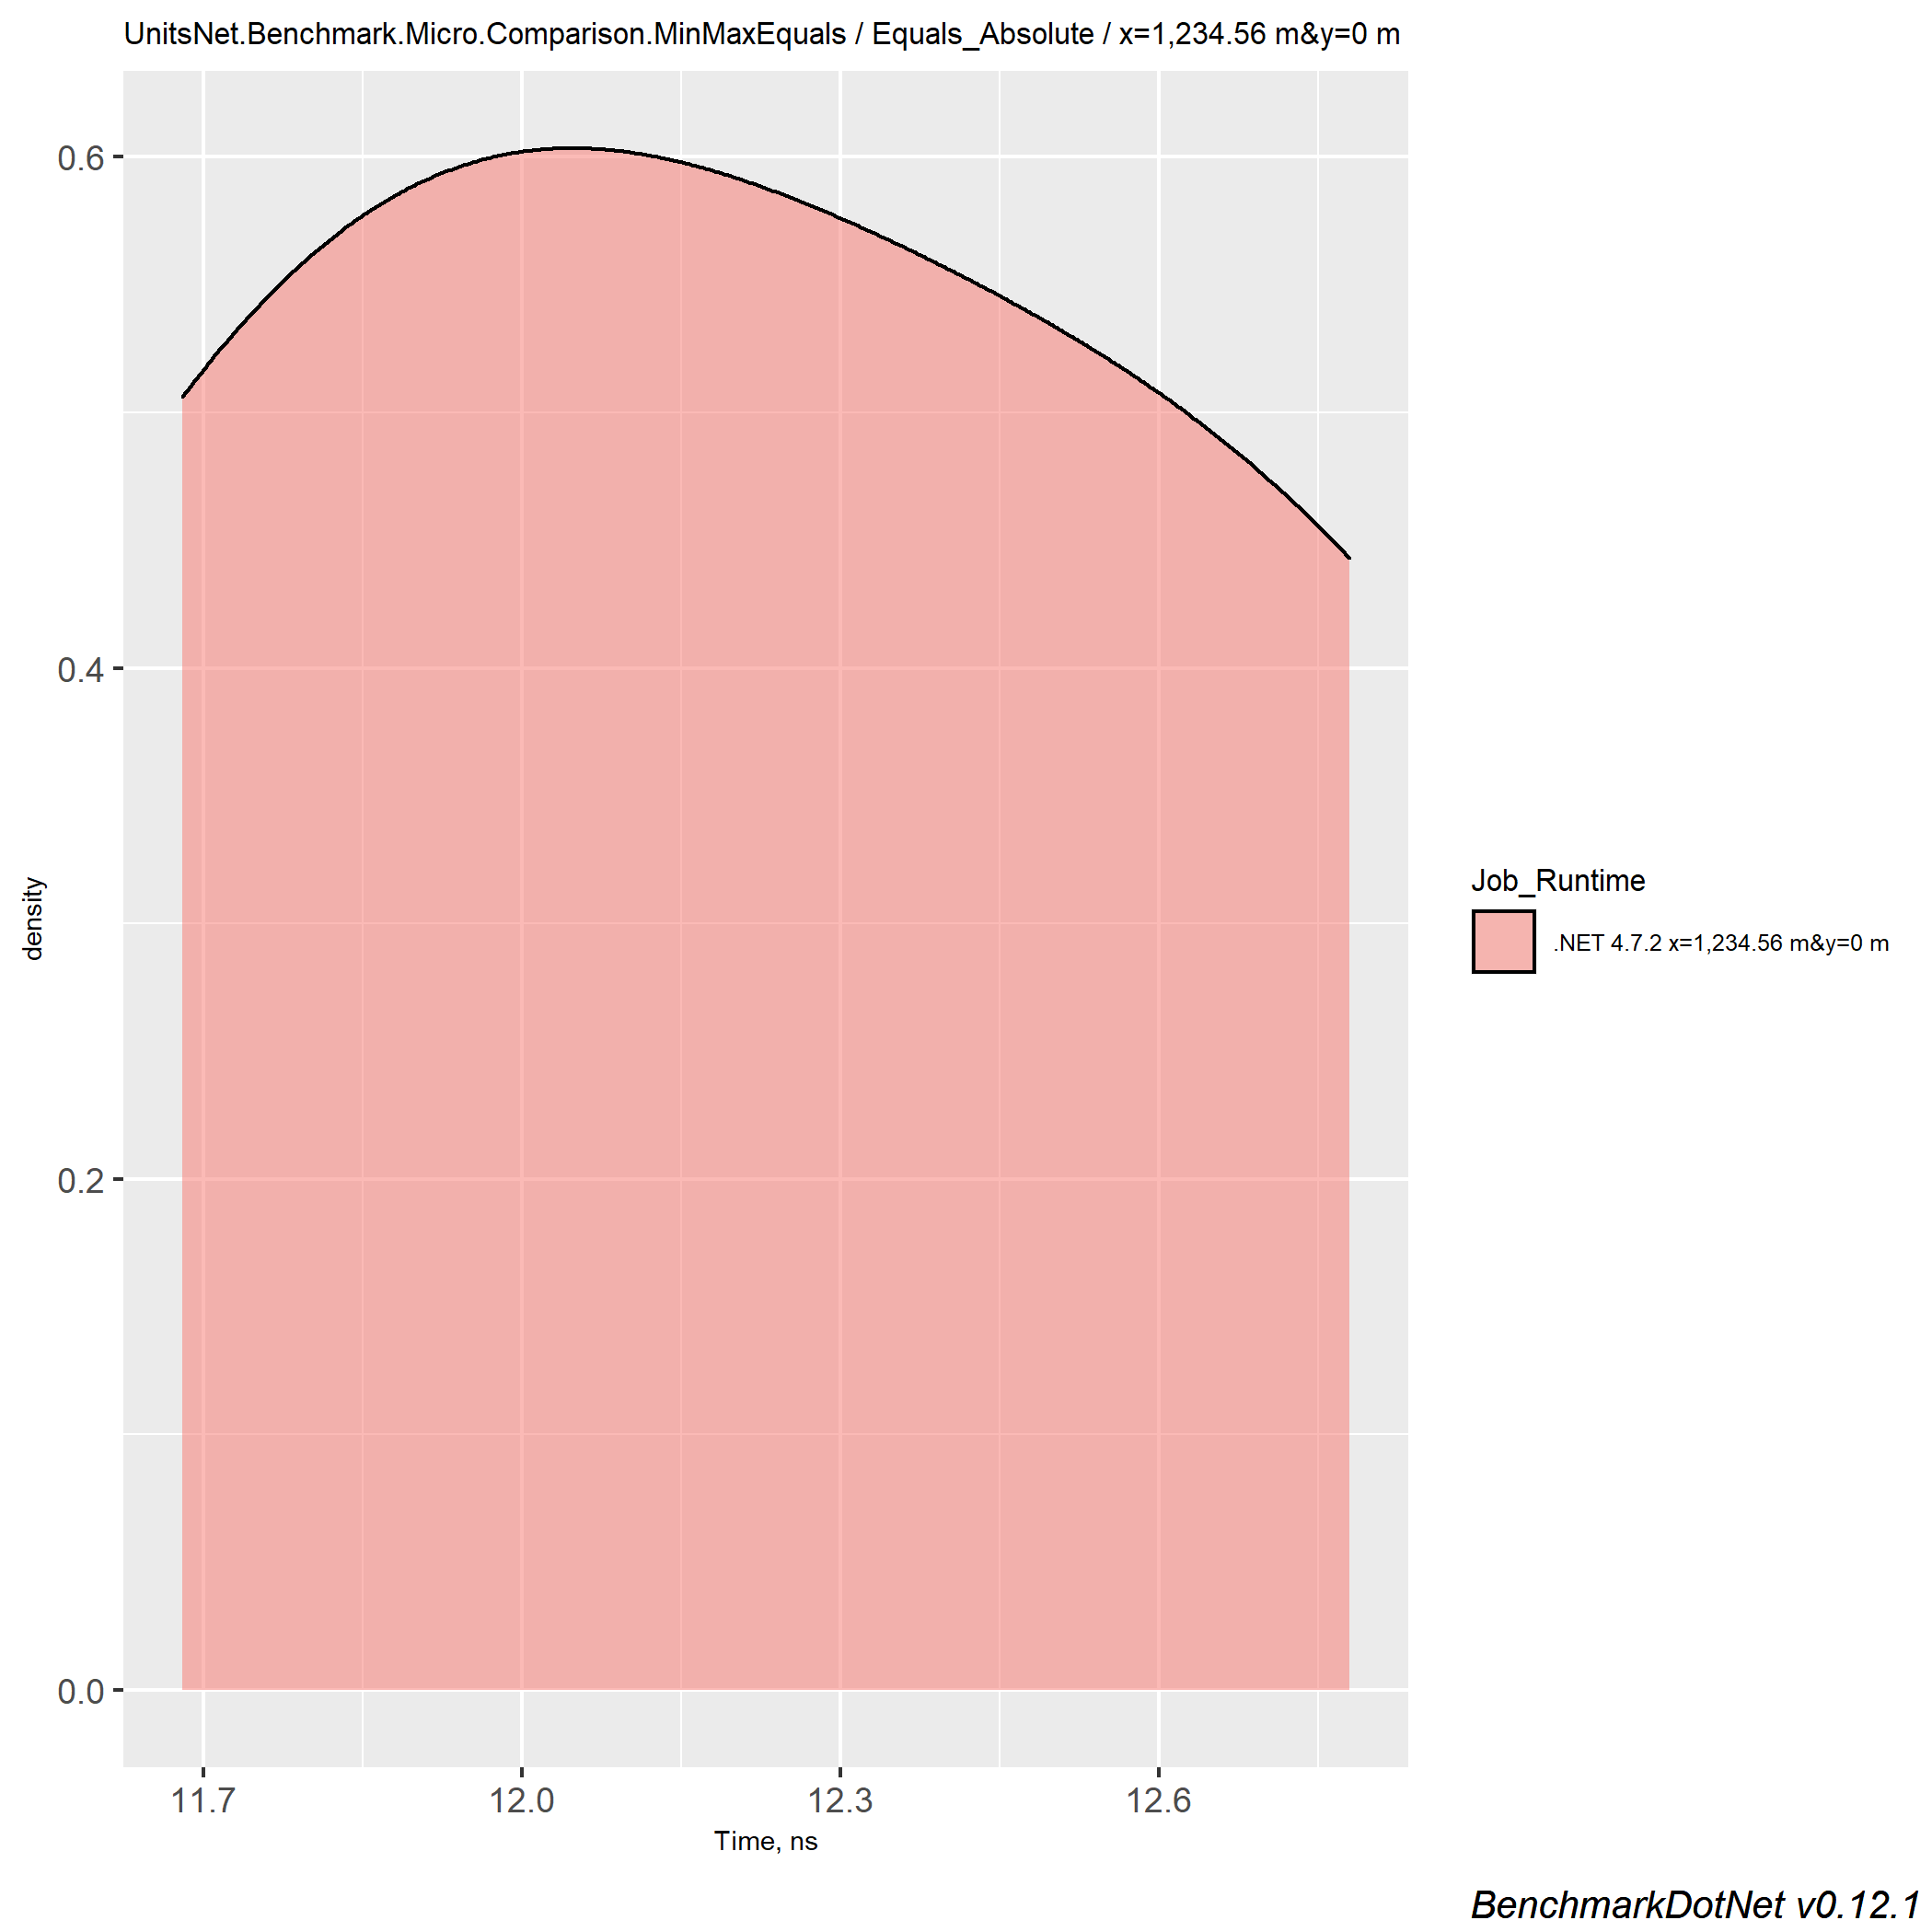 UnitsNet.Benchmark.Micro.Comparison.MinMaxEquals / Equals_Absolute / x=1,234.56 m&y=0 m
0.6
0.4
0.2
0.0
density
11.7 12.0 12.3 12.6
Time, ns
Job_Runtime
.NET 4.7.2 x=1,234.56 m&y=0 m
BenchmarkDotNet v0.12.1